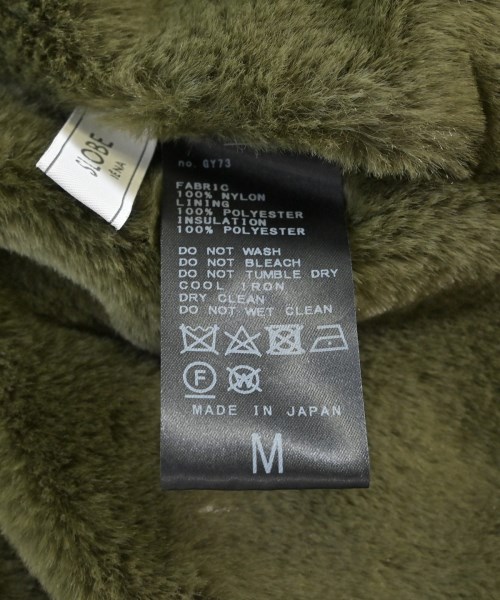 SLOBE
IENA
no. GY73
FABRIC
100% NYLON
LINING
100% POLYESTER
INSULATION
100% POLYESTER
DO NOT WASH
DO NOT BLEACH
DO NOT TUMBLE DRY
COOL IRON
DRY CLEAN
DO NOT WET CLEAN
F W
MADE IN JAPAN
M